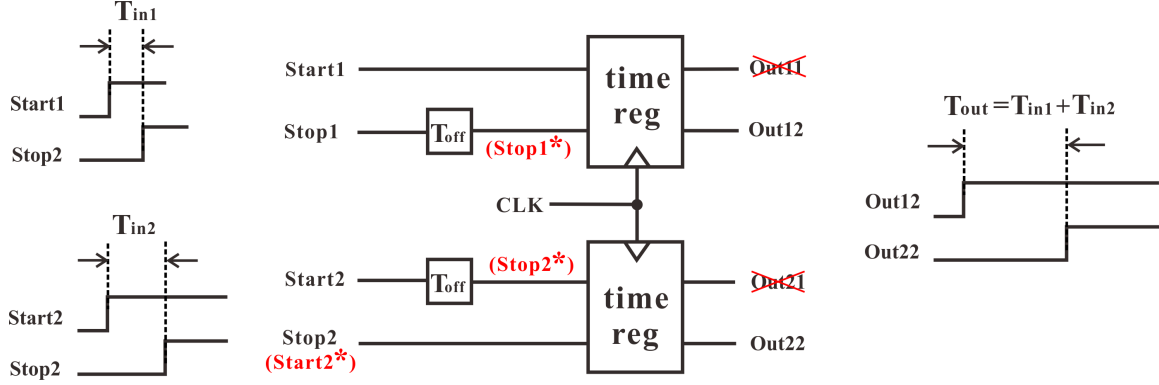 Tin1
Start1
Stop2
Tin2
Start2
Stop2
Start1
Stop1
Toff
(Stop1*)
time
reg
Out11
Out12
CLK
Start2
Toff
(Stop2*)
Stop2
(Start2*)
time
reg
Out21
Out22
Tout =Tin1 + Tin2
Out12
Out22